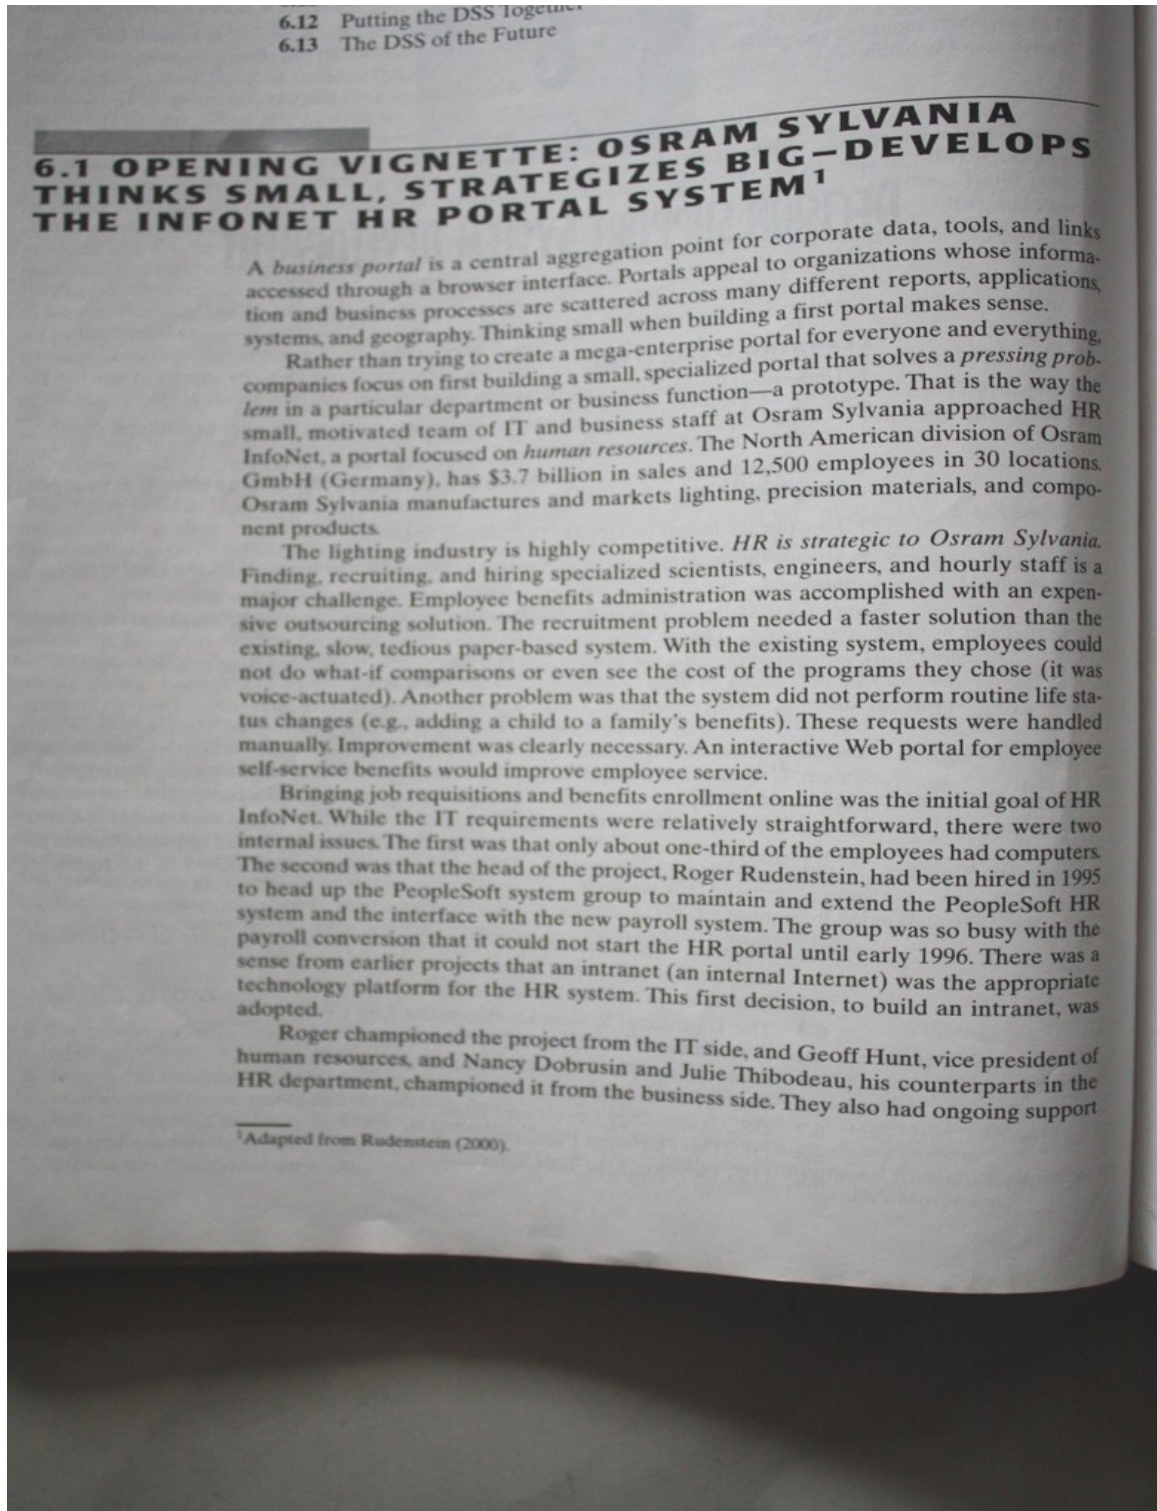 6.12 Putting the DSS Together
6.13 The DSS of the Future
6.1 OPENING VIGNETTE: OSRAM SYLVANIA
THINKS SMALL, STRATEGIZES BIG—DEVELOPS
THE INFONET HR PORTAL SYSTEM¹
A business portal is a central aggregation point for corporate data, tools, and links
accessed through a browser interface. Portals appeal to organizations whose informa-
tion and business processes are scattered across many different reports, applications,
systems, and geography. Thinking small when building a first portal makes sense.
Rather than trying to create a mega-enterprise portal for everyone and everything,
companies focus on first building a small, specialized portal that solves a pressing prob-
lem in a particular department or business function—a prototype. That is the way the
small, motivated team of IT and business staff at Osram Sylvania approached HR
InfoNet, a portal focused on human resources. The North American division of Osram
GmbH (Germany), has $3.7 billion in sales and 12,500 employees in 30 locations.
Osram Sylvania manufactures and markets lighting, precision materials, and compo-
nent products.
The lighting industry is highly competitive. HR is strategic to Osram Sylvania.
Finding, recruiting, and hiring specialized scientists, engineers, and hourly staff is a
major challenge. Employee benefits administration was accomplished with an expen-
sive outsourcing solution. The recruitment problem needed a faster solution than the
existing, slow, tedious paper-based system. With the existing system, employees could
not do what-if comparisons or even see the cost of the programs they chose (it was
voice-actuated). Another problem was that the system did not perform routine life sta-
tus changes (e.g., adding a child to a family's benefits). These requests were handled
manually. Improvement was clearly necessary. An interactive Web portal for employee
self-service benefits would improve employee service.
Bringing job requisitions and benefits enrollment online was the initial goal of HR
InfoNet. While the IT requirements were relatively straightforward, there were two
internal issues. The first was that only about one-third of the employees had computers.
The second was that the head of the project, Roger Rudenstein, had been hired in 1995
to head up the PeopleSoft system group to maintain and extend the PeopleSoft HR
system and the interface with the new payroll system. The group was so busy with the
payroll conversion that it could not start the HR portal until early 1996. There was a
sense from earlier projects that an intranet (an internal Internet) was the appropriate
technology platform for the HR system. This first decision, to build an intranet, was
adopted.
Roger championed the project from the IT side, and Geoff Hunt, vice president of
human resources, and Nancy Dobrusin and Julie Thibodeau, his counterparts in the
HR department, championed it from the business side. They also had ongoing support
¹Adapted from Rudenstein (2000).